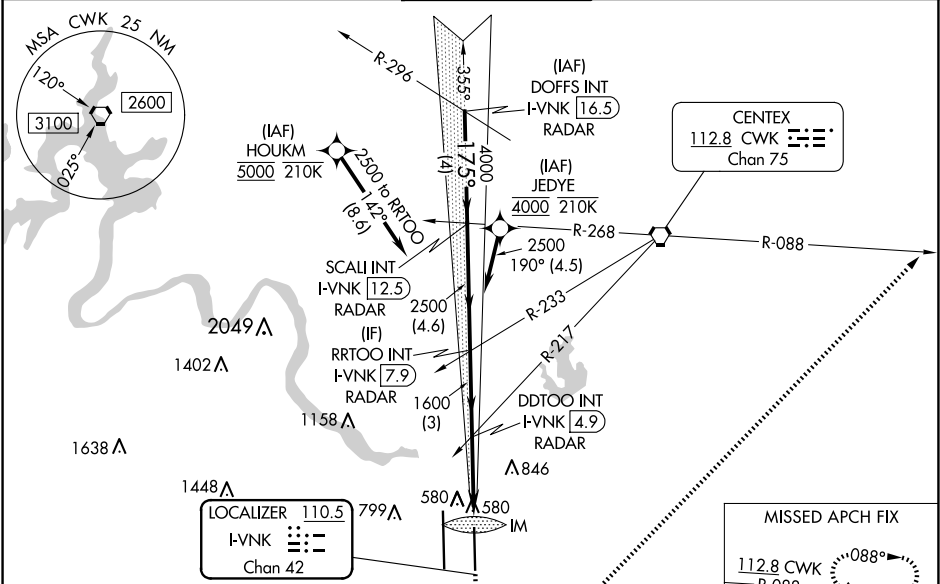 MSA CWK 25 NM
120°
3100
2600
025°
R-296
355°
(IAF)
DOFFS INT
I-VNK 16.5
RADAR
(IAF)
HOUKM
5000 210K
2500 to RRTOO
142°
(8.6)
175°
(4)
4000
(IAF)
JEDYE
4000 210K
CENTEX
112.8 CWK
Chan 75
R-268
R-088
2500
190° (4.5)
SCALI INT
I-VNK 12.5
RADAR
2500
(4.6)
R-233
R-217
(IF)
RRTOO INT
I-VNK 7.9
RADAR
1600
(3)
DDTOO INT
I-VNK 4.9
RADAR
2049
1402
1158
1638
846
1448
799
580
580
IM
LOCALIZER 110.5
I-VNK
Chan 42
MISSED APCH FIX
112.8 CWK
088°
R-088